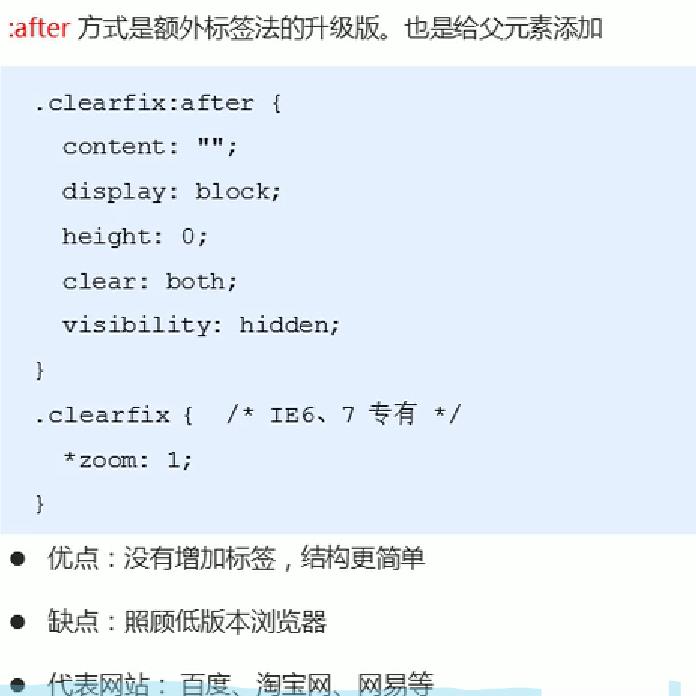 :after 方式是额外标签法的升级版。也是给父元素添加
.clearfix:after {
content: "";
display: block;
height: 0;
clear: both;
visibility: hidden;
}
.clearfix { /* IE6、7 专有 */
*zoom: 1;
}
● 优点：没有增加标签，结构更简单
● 缺点：照顾低版本浏览器
● 代表网站： 百度、淘宝网、网易等